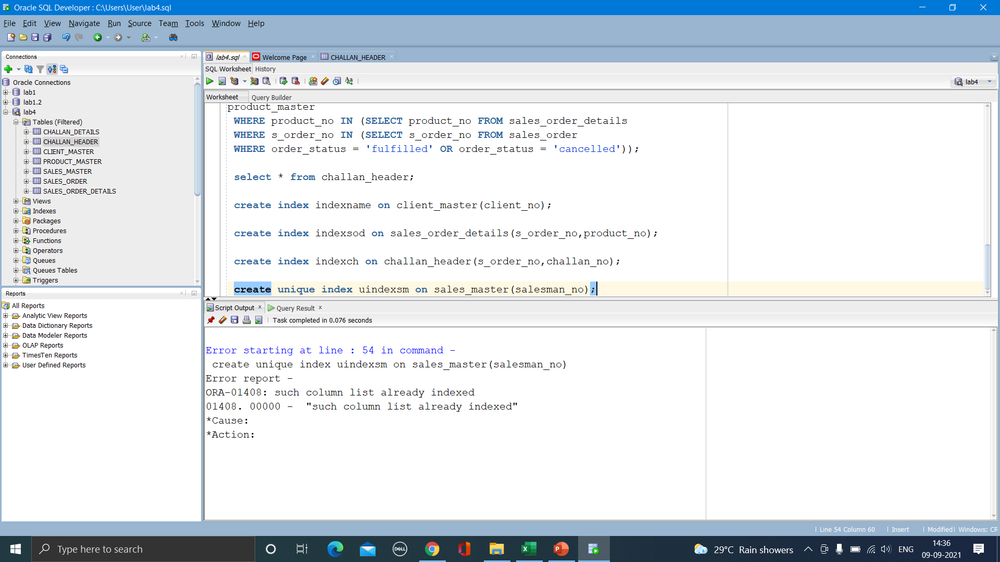 Oracle SQL Developer : C:\Users\User\lab4.sql
File Edit View Navigate Run Source Team Tools Window Help
Connections
Oracle Connections
lab1
lab1.2
lab4
Tables (Filtered)
CHALLAN_DETAILS
CHALLAN_HEADER
CLIENT_MASTER
PRODUCT_MASTER
SALES_MASTER
SALES_ORDER
SALES_ORDER_DETAILS
Views
Indexes
Packages
Procedures
Functions
Operators
Queues
Queues Tables
Triggers
Reports
All Reports
Analytic View Reports
Data Dictionary Reports
Data Modeler Reports
OLAP Reports
TimesTen Reports
User Defined Reports
lab4.sql Welcome Page CHALLAN_HEADER
SQL Worksheet History
lab4
Worksheet Query Builder
product_master
WHERE product_no IN (SELECT product_no FROM sales_order_details
WHERE s_order_no IN (SELECT s_order_no FROM sales_order
WHERE order_status = 'fulfilled' OR order_status = 'cancelled'));
select * from challan_header;
create index indexname on client_master(client_no);
create index indexsod on sales_order_details(s_order_no,product_no);
create index indexch on challan_header(s_order_no,challan_no);
create unique index uindexsm on sales_master(salesman_no);
Script Output Query Result
Task completed in 0.076 seconds
Error starting at line : 54 in command -
create unique index uindexsm on sales_master(salesman_no)
Error report -
ORA-01408: such column list already indexed
01408. 00000 - "such column list already indexed"
*Cause:
*Action:
Line 54 Column 60 Insert Modified Windows: CR
Type here to search
DELL
29°C Rain showers
ENG
14:36
09-09-2021